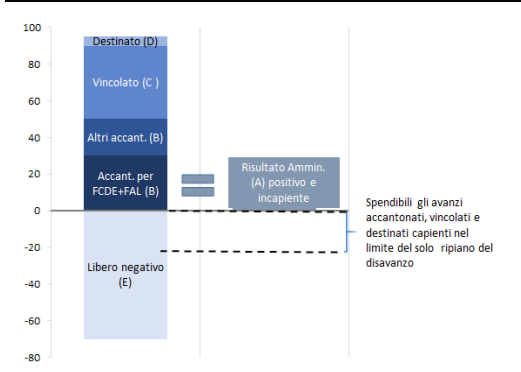 100
80
60
40
20
0
-20
-40
-60
-80
Destinato (D)
Vincolato (C )
Altri accant. (B)
Accant. per
FCDE+FAL (B)
Libero negativo
(E)
Risultato Ammin.
(A) positivo e
incapiente
Spendibili gli avanzi
accantonati, vincolati e
destinati capienti nel
limite del solo ripiano del
disavanzo